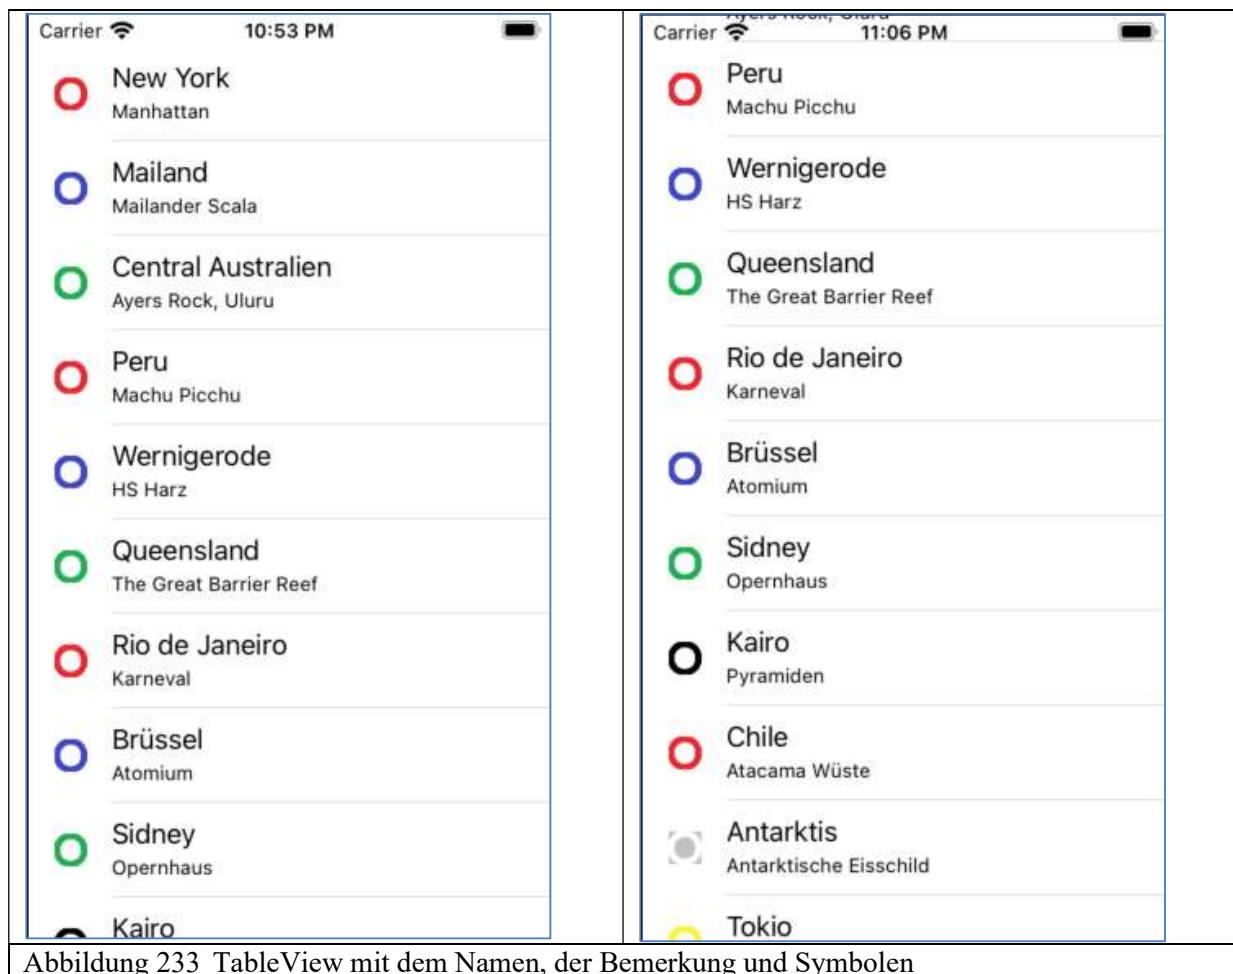 Carrier 10:53 PM
New York
Manhattan
Mailand
Mailander Scala
Central Australien
Ayers Rock, Uluru
Peru
Machu Picchu
Wernigerode
HS Harz
Queensland
The Great Barrier Reef
Rio de Janeiro
Karneval
Brüssel
Atomium
Sidney
Opernhaus
Kairo
Ayers Rock, Uluru
Carrier 11:06 PM
Peru
Machu Picchu
Wernigerode
HS Harz
Queensland
The Great Barrier Reef
Rio de Janeiro
Karneval
Brüssel
Atomium
Sidney
Opernhaus
Kairo
Pyramiden
Chile
Atacama Wüste
Antarktis
Antarktische Eisschild
Tokio
Abbildung 233 TableView mit dem Namen, der Bemerkung und Symbolen